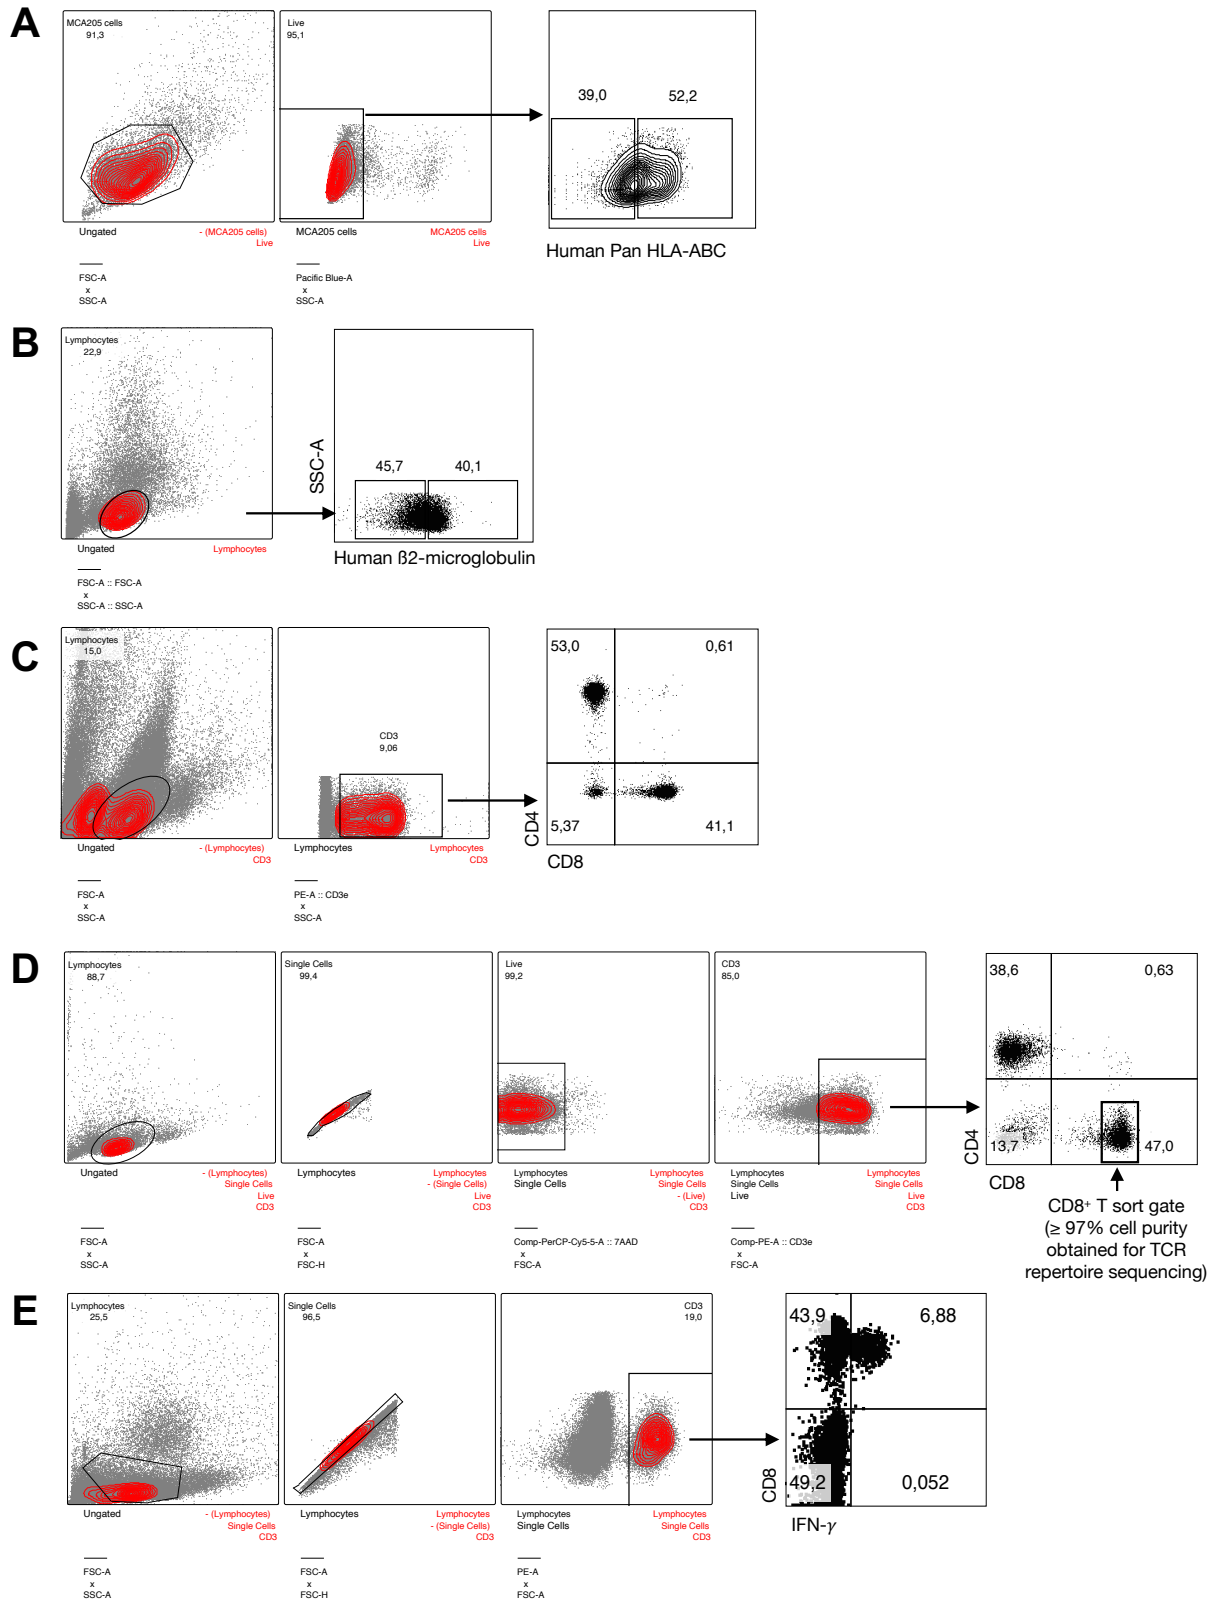 A
MCA205 cells
91,3
Live
95,1
39,0
52,2
Ungated
- (MCA205 cells)
Live
MCA205 cells
MCA205 cells
Live
Human Pan HLA-ABC
FSC-A
x
SSC-A
Pacific Blue-A
x
SSC-A
B
Lymphocytes
22,9
SSC-A
45,7
40,1
Ungated
Lymphocytes
Human ß2-microglobulin
FSC-A :: FSC-A
x
SSC-A :: SSC-A
C
Lymphocytes
15,0
CD3
9,06
53,0
0,61
5,37
41,1
CD4
CD8
Ungated
- (Lymphocytes)
CD3
Lymphocytes
Lymphocytes
CD3
FSC-A
x
SSC-A
PE-A :: CD3e
x
SSC-A
D
Lymphocytes
88,7
Single Cells
99,4
Live
99,2
CD3
85,0
38,6
0,63
13,7
47,0
CD4
CD8
Ungated
- (Lymphocytes)
Single Cells
Live
CD3
Lymphocytes
Lymphocytes
- (Single Cells)
Live
CD3
Lymphocytes
Single Cells
Lymphocytes
Single Cells
- (Live)
CD3
Lymphocytes
Single Cells
Live
Lymphocytes
Single Cells
Live
CD3
FSC-A
x
SSC-A
FSC-A
x
FSC-H
Comp-PerCP-Cy5-5-A :: 7AAD
x
FSC-A
Comp-PE-A :: CD3e
x
FSC-A
CD8+ T sort gate
(≥ 97% cell purity
obtained for TCR
repertoire sequencing)
E
Lymphocytes
25,5
Single Cells
96,5
CD3
19,0
43,9
6,88
49,2
0,052
CD8
IFN-γ
Ungated
- (Lymphocytes)
Single Cells
CD3
Lymphocytes
Lymphocytes
- (Single Cells)
CD3
Lymphocytes
Single Cells
Lymphocytes
Single Cells
CD3
FSC-A
x
SSC-A
FSC-A
x
FSC-H
PE-A
x
FSC-A